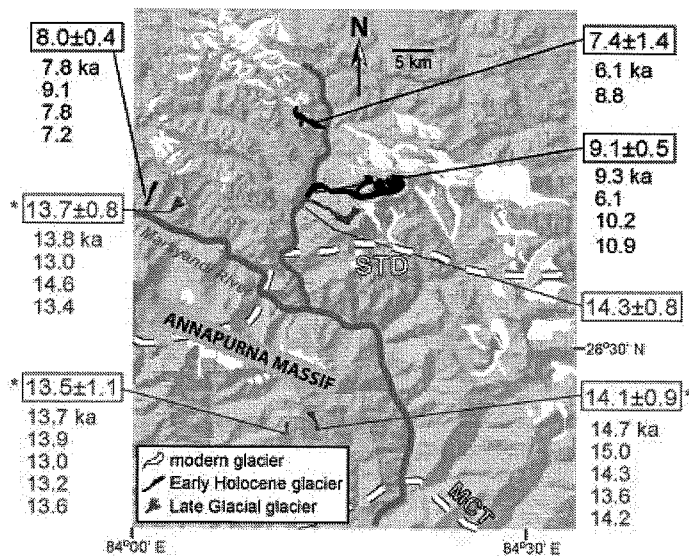 8.0±0.4
7.8 ka
9.1
7.8
7.2
N
5 km
7.4±1.4
6.1 ka
8.8
9.1±0.5
9.3 ka
6.1
10.2
10.9
* 13.7±0.8
13.8 ka
13.0
14.6
13.4
Marsyandi River
STD
14.3±0.8
ANNAPURNA MASSIF
28°30' N
* 13.5±1.1
13.7 ka
13.9
13.0
13.2
13.6
14.1±0.9 *
14.7 ka
15.0
14.3
13.6
14.2
modern glacier
Early Holocene glacier
Late Glacial glacier
MCT
84°00' E
84°30' E